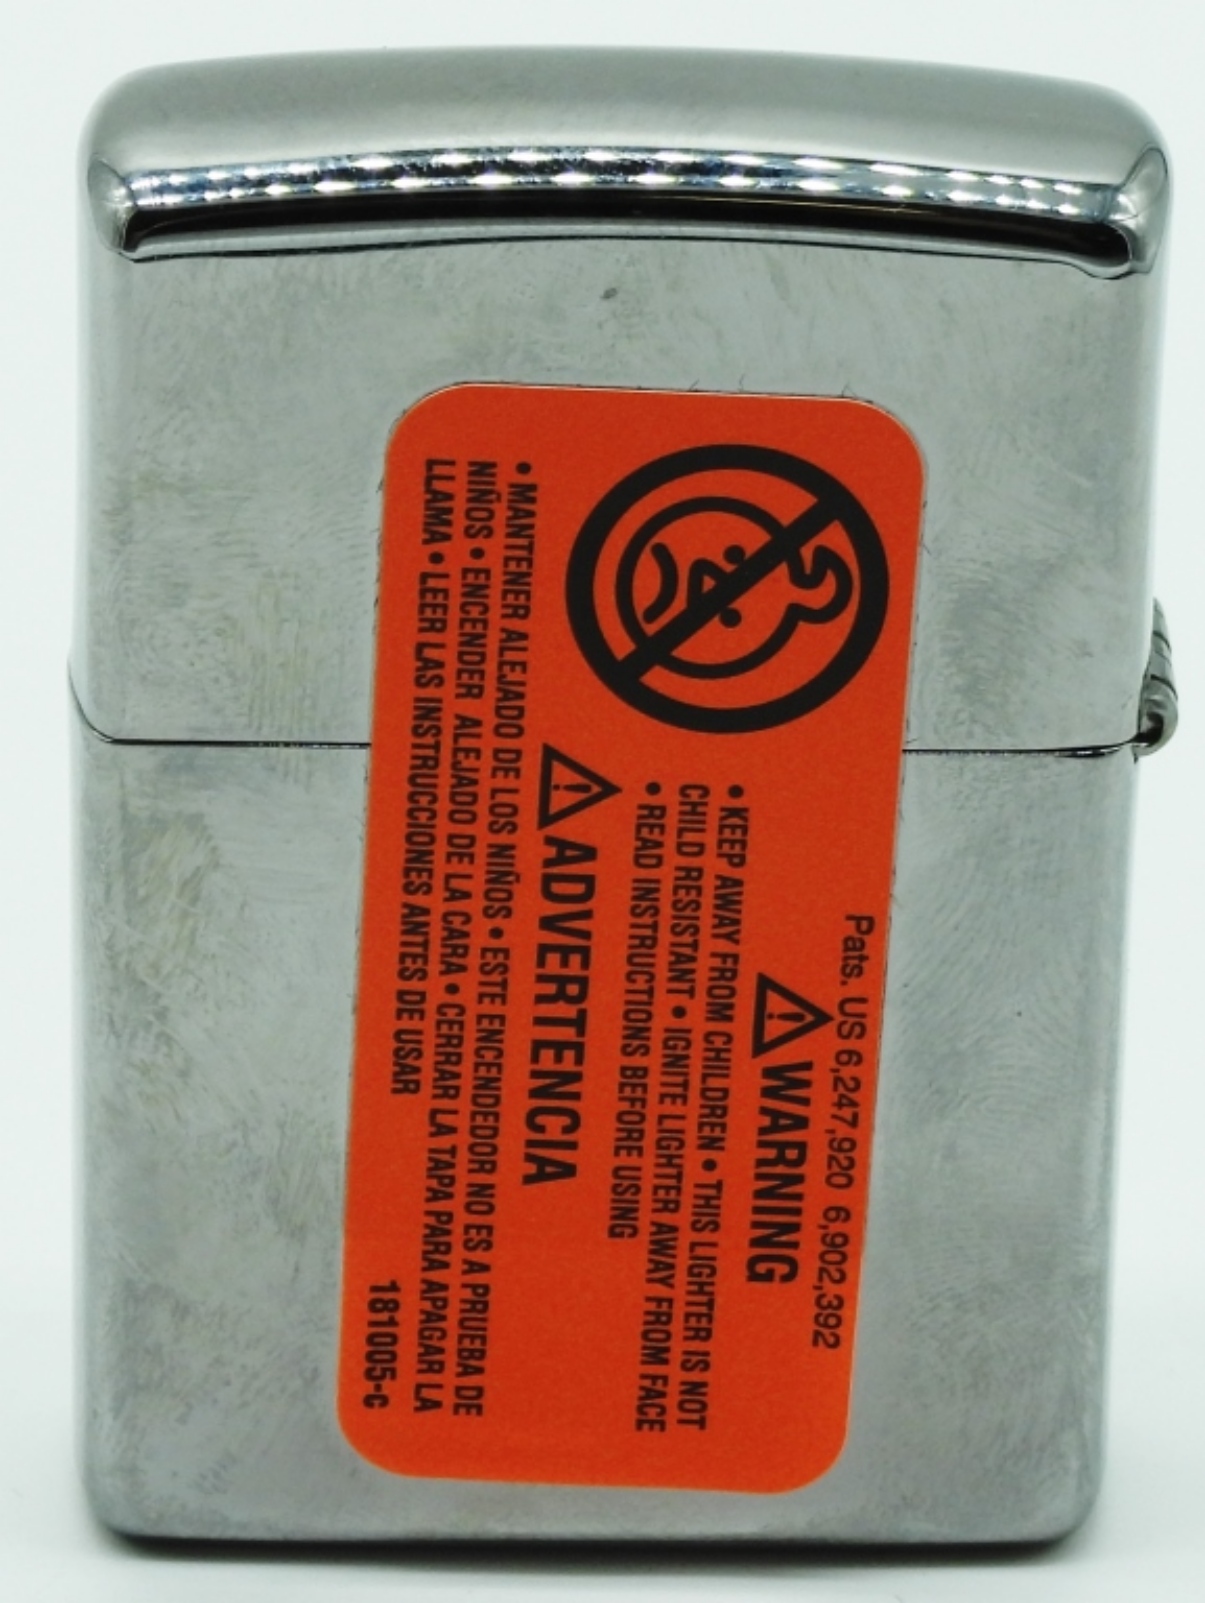 Pats. US 6,247,920 6,902,392
WARNING
• KEEP AWAY FROM CHILDREN • THIS LIGHTER IS NOT
CHILD RESISTANT • IGNITE LIGHTER AWAY FROM FACE
• READ INSTRUCTIONS BEFORE USING
ADVERTENCIA
• MANTENER ALEJADO DE LOS NIÑOS • ESTE ENCENDEDOR NO ES A PRUEBA DE
NIÑOS • ENCENDER ALEJADO DE LA CARA • CERRAR LA TAPA PARA APAGAR LA
LLAMA • LEER LAS INSTRUCCIONES ANTES DE USAR
181005-C